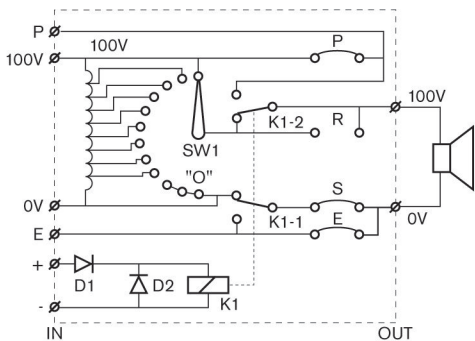 P
100V 100V P
100V
K1-2 R
SW1
"O"
0V S
K1-1 0V
E E
+
D1 D2 K1
-
IN OUT